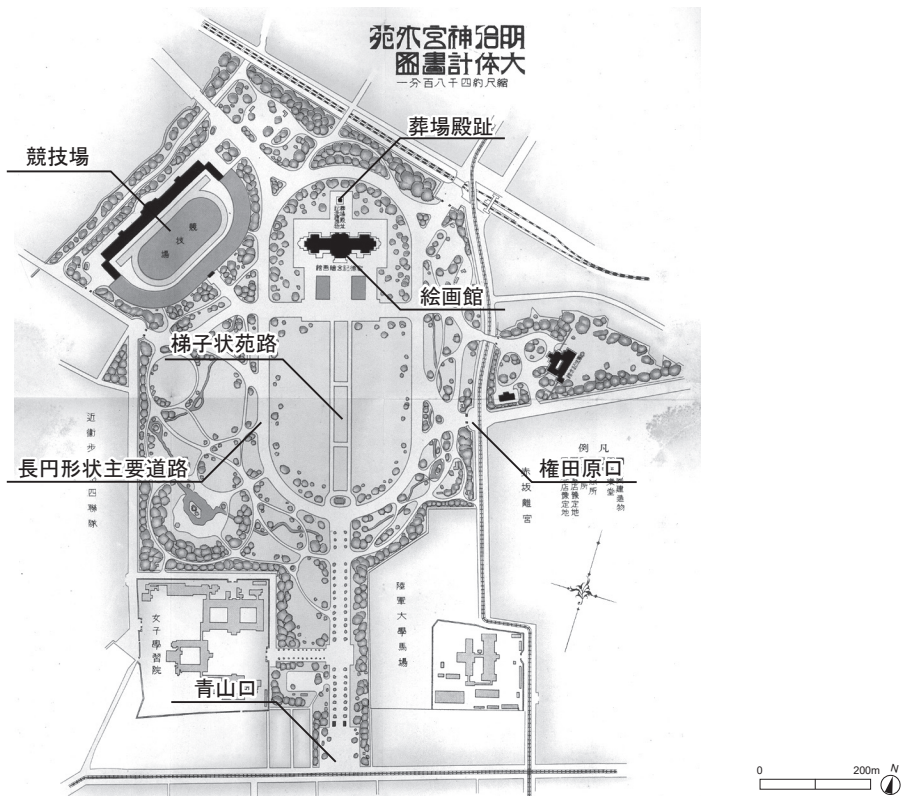 明治神宮外苑
大体計畫圖
縮尺約四千八百分一
葬場殿趾
競技場
競技場
絵画館
梯子状苑路
近衛歩
四聯隊
長円形状主要道路
権田原口
凡例
赤坂離宮
陸軍大學馬場
女子學習院
青山口
0 200m N